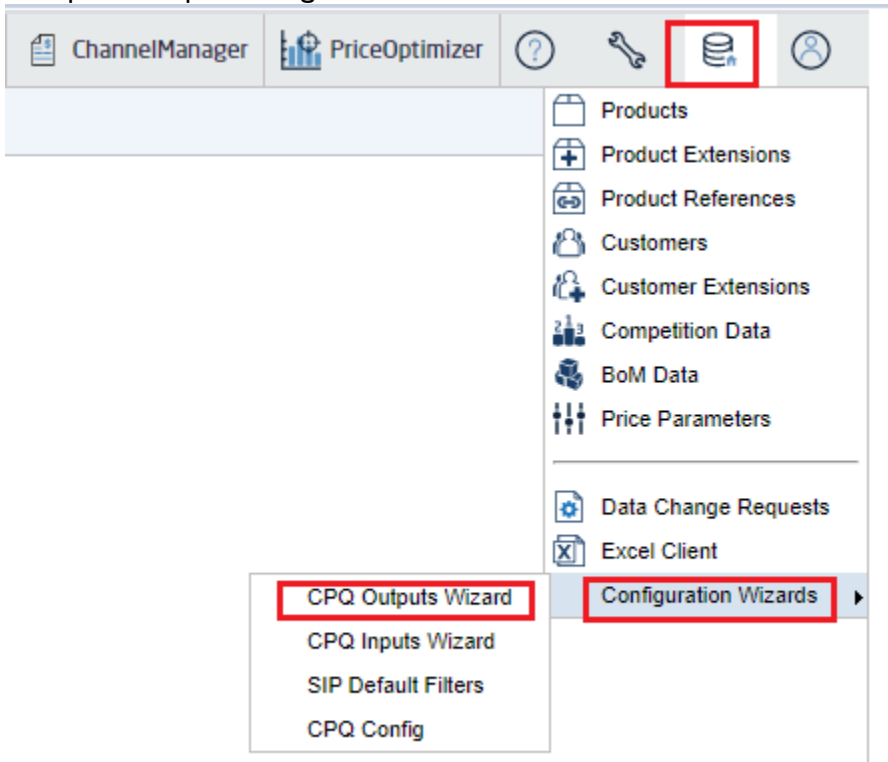 ChannelManager PriceOptimizer ?
Products
Product Extensions
Product References
Customers
Customer Extensions
Competition Data
BoM Data
Price Parameters
Data Change Requests
Excel Client
Configuration Wizards
CPQ Outputs Wizard
CPQ Inputs Wizard
SIP Default Filters
CPQ Config